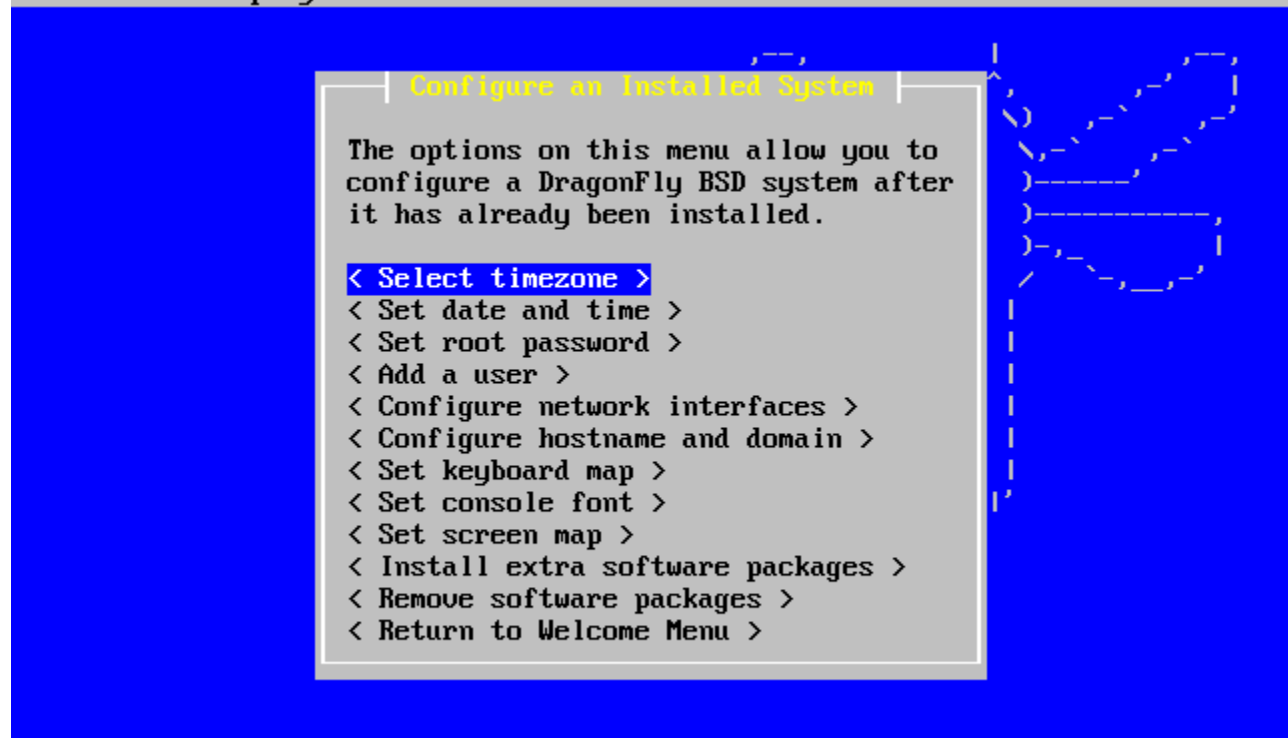 Configure an Installed System
The options on this menu allow you to
configure a DragonFly BSD system after
it has already been installed.
< Select timezone >
< Set date and time >
< Set root password >
< Add a user >
< Configure network interfaces >
< Configure hostname and domain >
< Set keyboard map >
< Set console font >
< Set screen map >
< Install extra software packages >
< Remove software packages >
< Return to Welcome Menu >